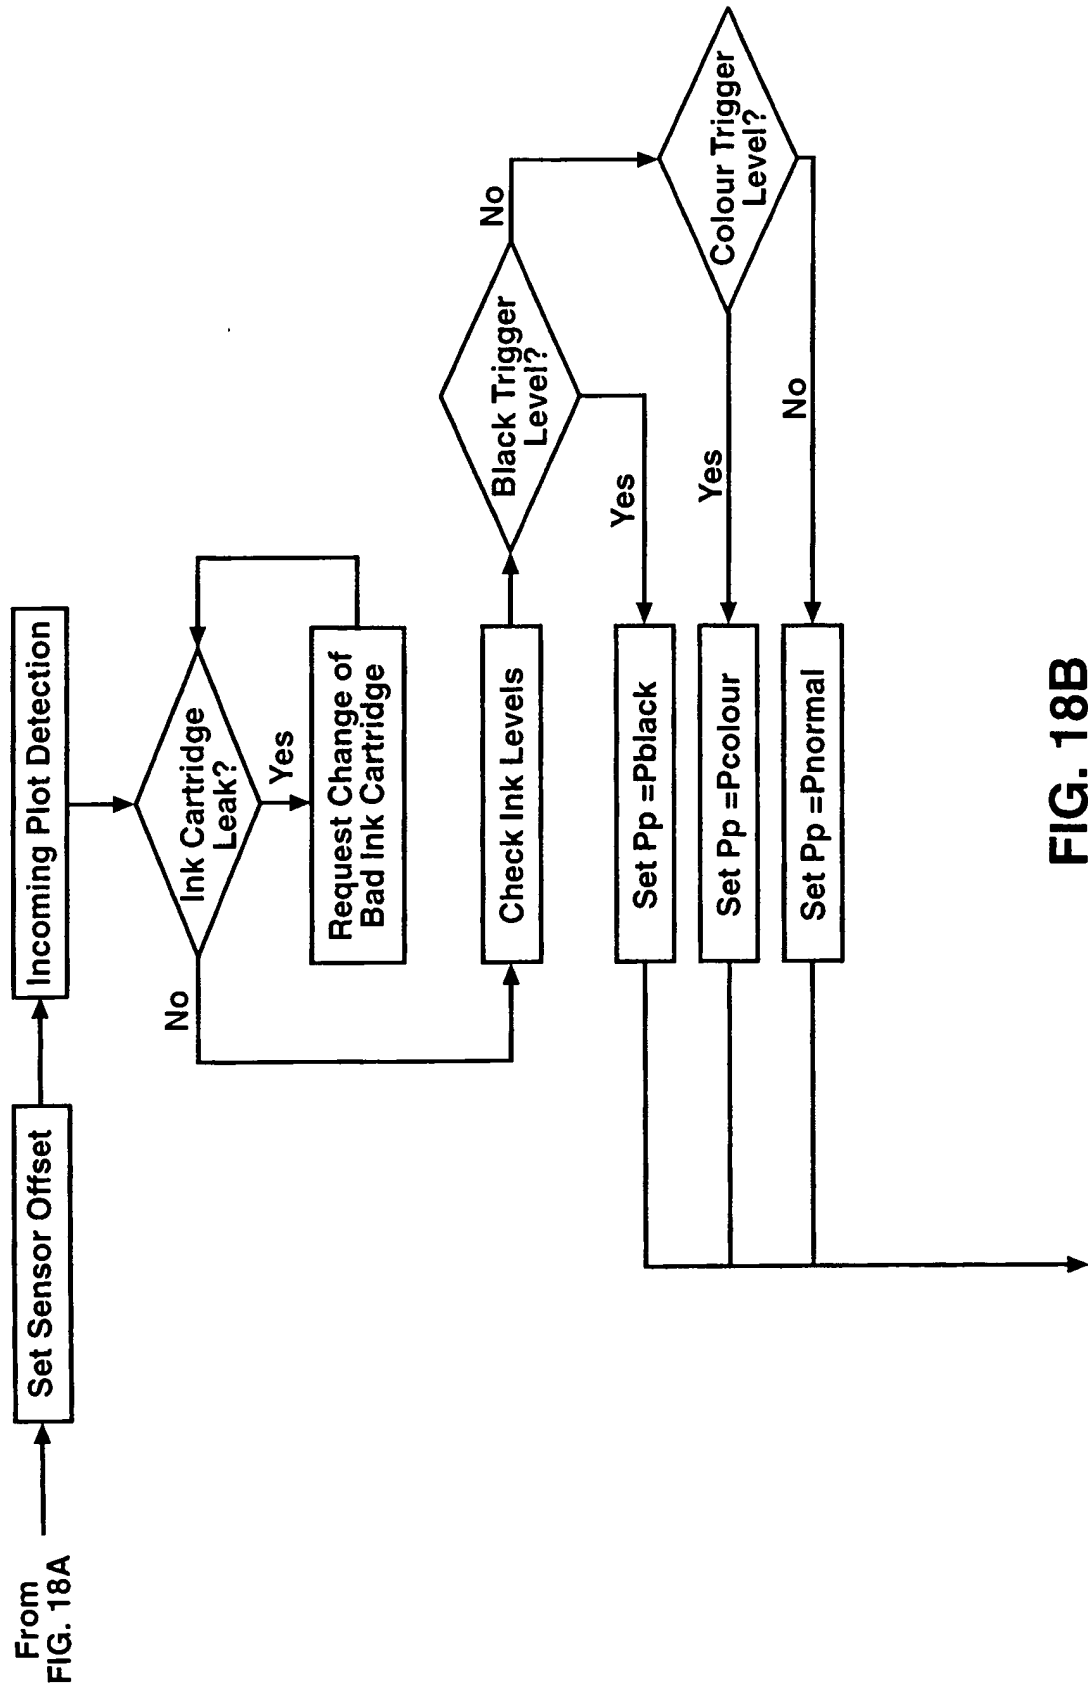 From
FIG. 18A
Set Sensor Offset
Incoming Plot Detection
Ink Cartridge
Leak?
No
Yes
Request Change of
Bad Ink Cartridge
Check Ink Levels
Black Trigger
Level?
No
Yes
Colour Trigger
Level?
Yes
No
Set Pp =Pblack
Set Pp =Pcolour
Set Pp =Pnormal
FIG. 18B